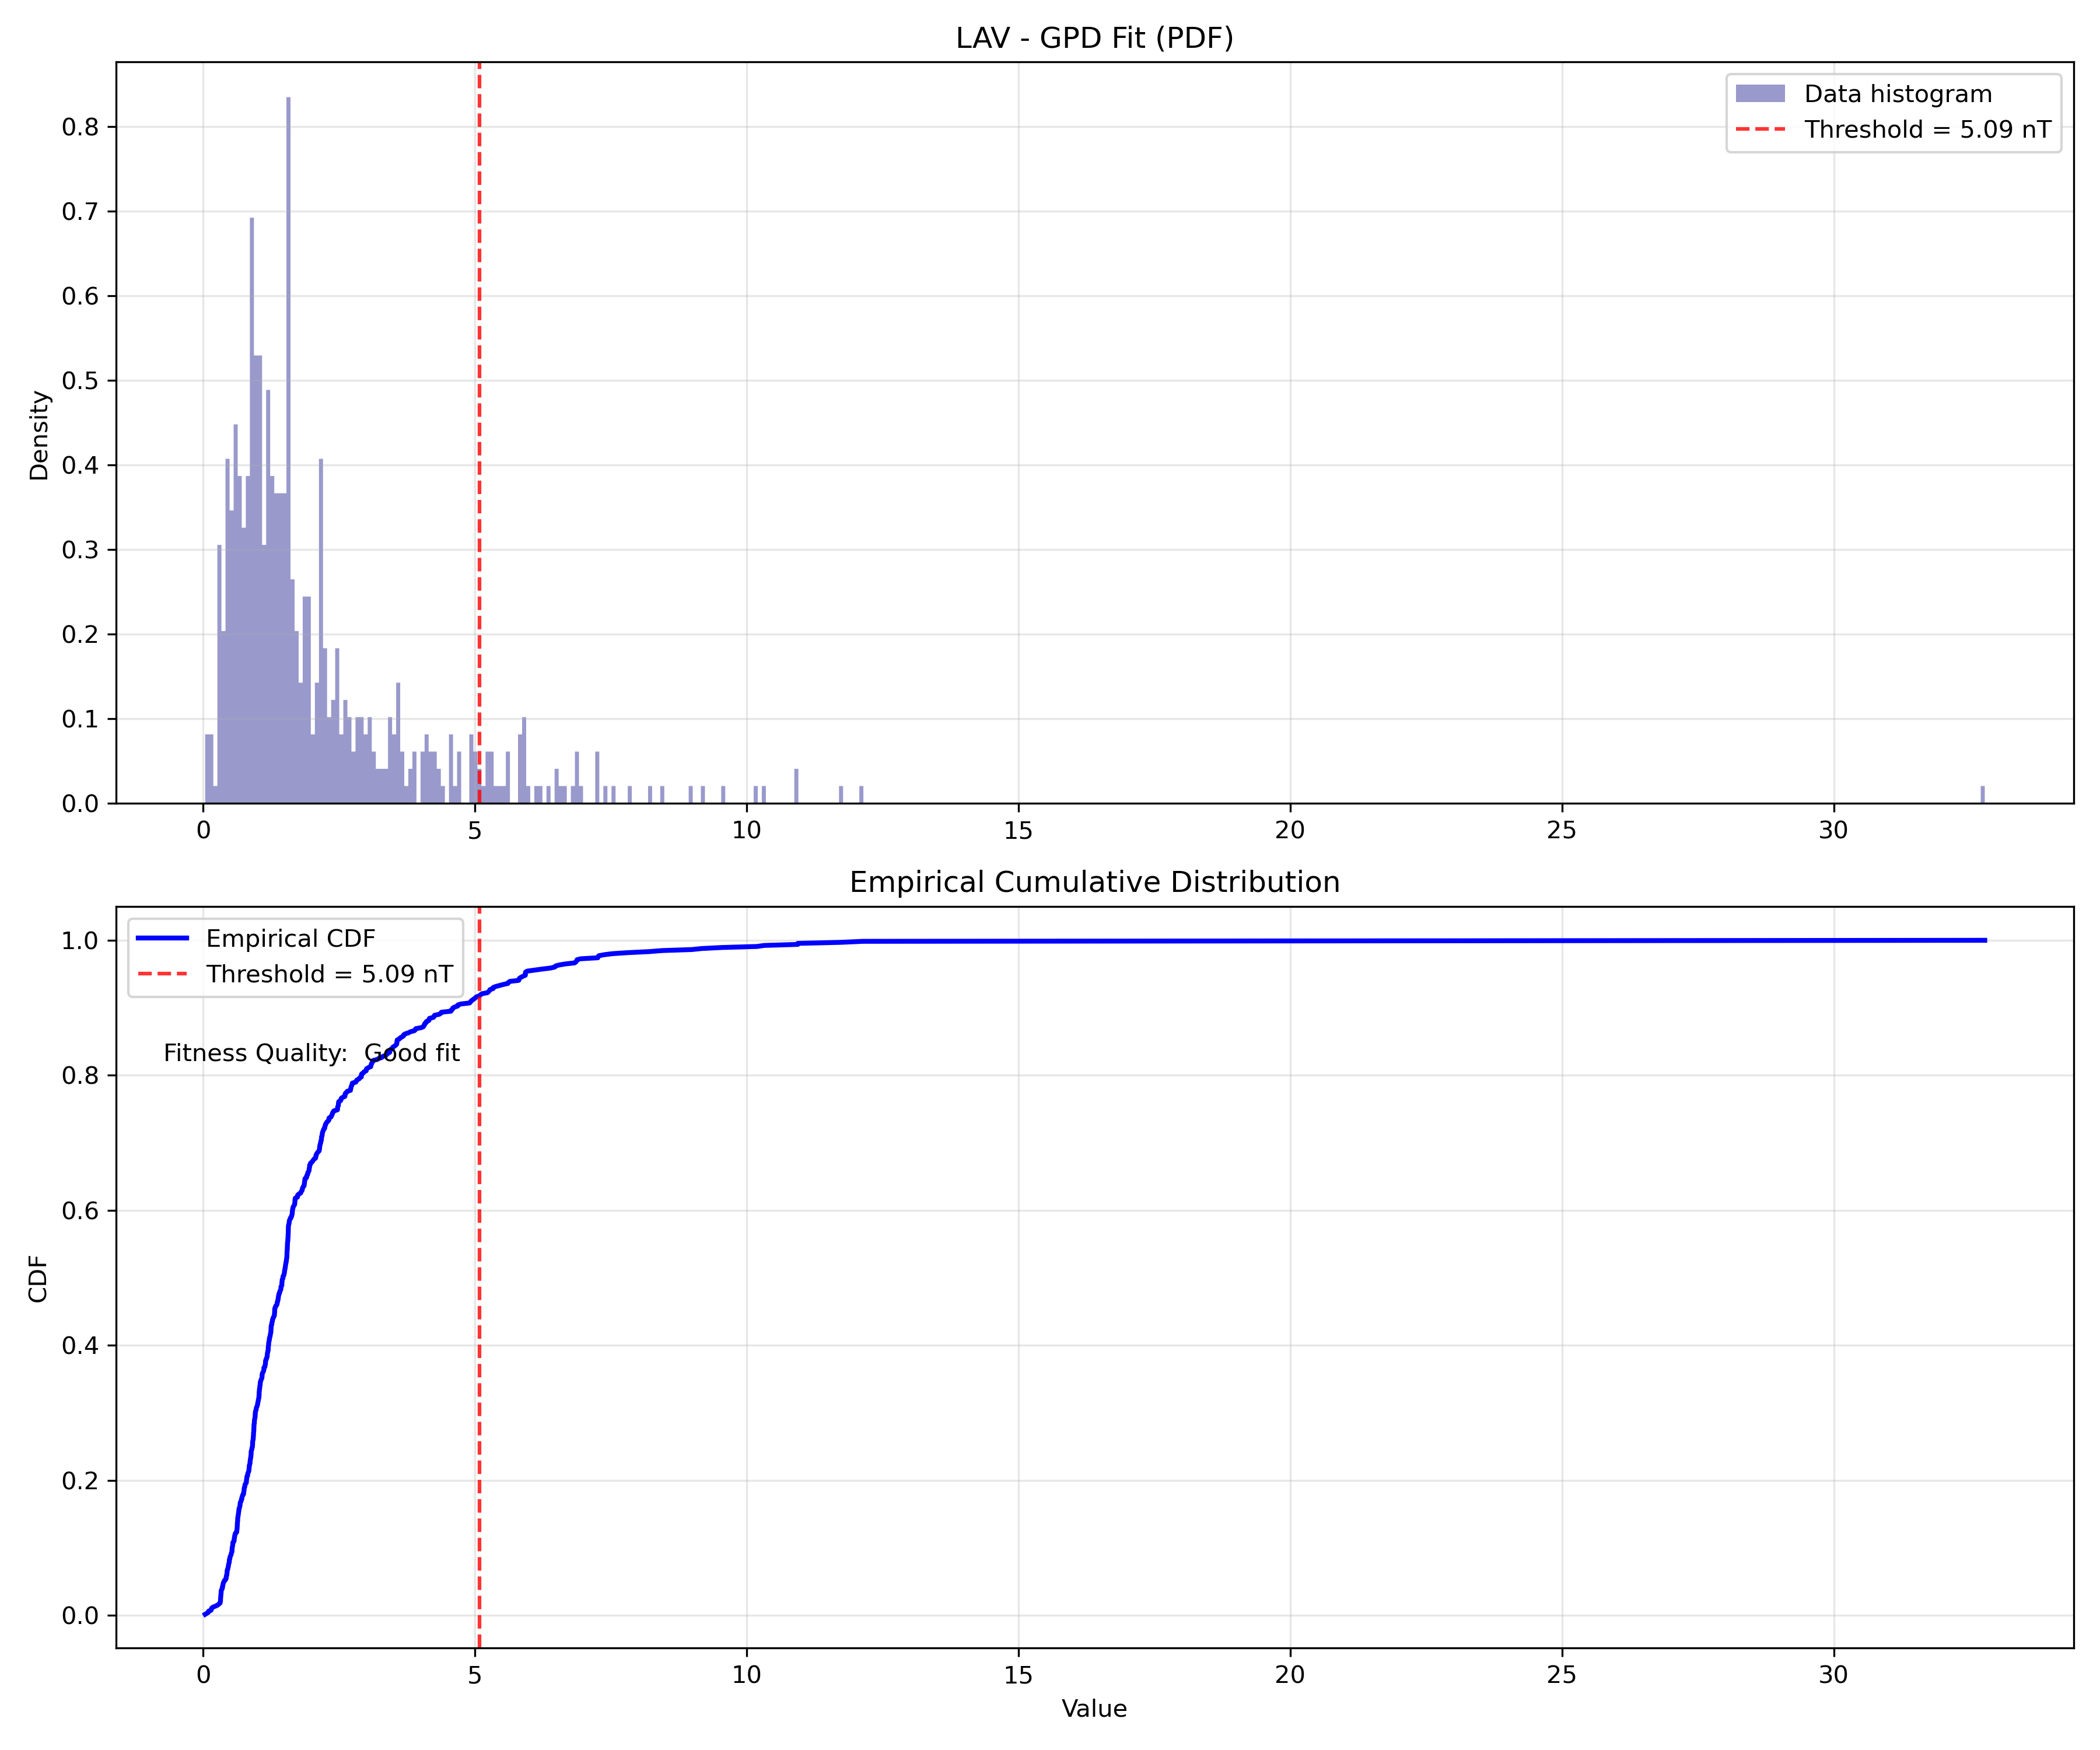 LAV - GPD Fit (PDF)
Data histogram
Threshold = 5.09 nT
Density
0.8
0.7
0.6
0.5
0.4
0.3
0.2
0.1
0.0
0 5 10 15 20 25 30
Empirical Cumulative Distribution
Empirical CDF
Threshold = 5.09 nT
Fitness Quality: Good fit
CDF
1.0
0.8
0.6
0.4
0.2
0.0
0 5 10 15 20 25 30
Value